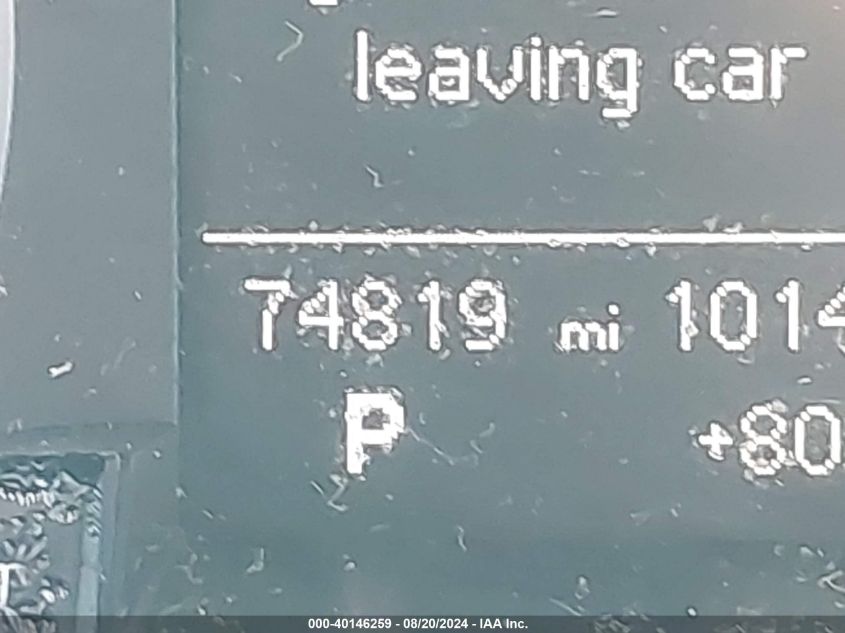 leaving car
74819 mi 1014
P +80
T
000-40146259 - 08/20/2024 - IAA Inc.